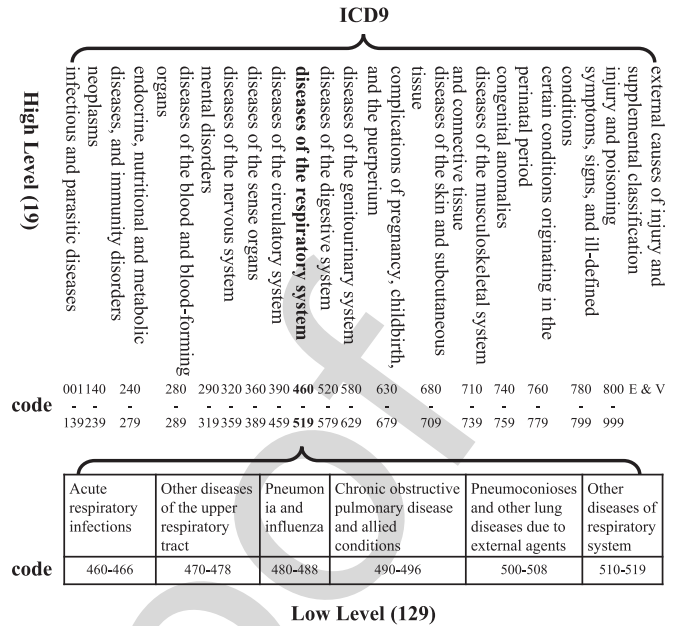 ICD9
High Level (19)
infectious and parasitic diseases
neoplasms
endocrine, nutritional and metabolic
diseases, and immunity disorders
diseases of the blood and blood-forming
organs
mental disorders
diseases of the nervous system
diseases of the sense organs
diseases of the circulatory system
diseases of the respiratory system
diseases of the digestive system
diseases of the genitourinary system
complications of pregnancy, childbirth,
and the puerperium
diseases of the skin and subcutaneous
tissue
diseases of the musculoskeletal system
and connective tissue
congenital anomalies
certain conditions originating in the
perinatal period
symptoms, signs, and ill-defined
conditions
injury and poisoning
external causes of injury and
supplemental classification
001 140 240 280 290 320 360 390 460 520 580 630 680 710 740 760 780 800 E & V
code - - - - - - - - - - - - - - - - - -
139 239 279 289 319 359 389 459 519 579 629 679 709 739 759 779 799 999
Acute
respiratory
infections
Other diseases
of the upper
respiratory
tract
Pneumon
ia and
influenza
Chronic obstructive
pulmonary disease
and allied
conditions
Pneumoconioses
and other lung
diseases due to
external agents
Other
diseases of
respiratory
system
code 460-466 470-478 480-488 490-496 500-508 510-519
Low Level (129)